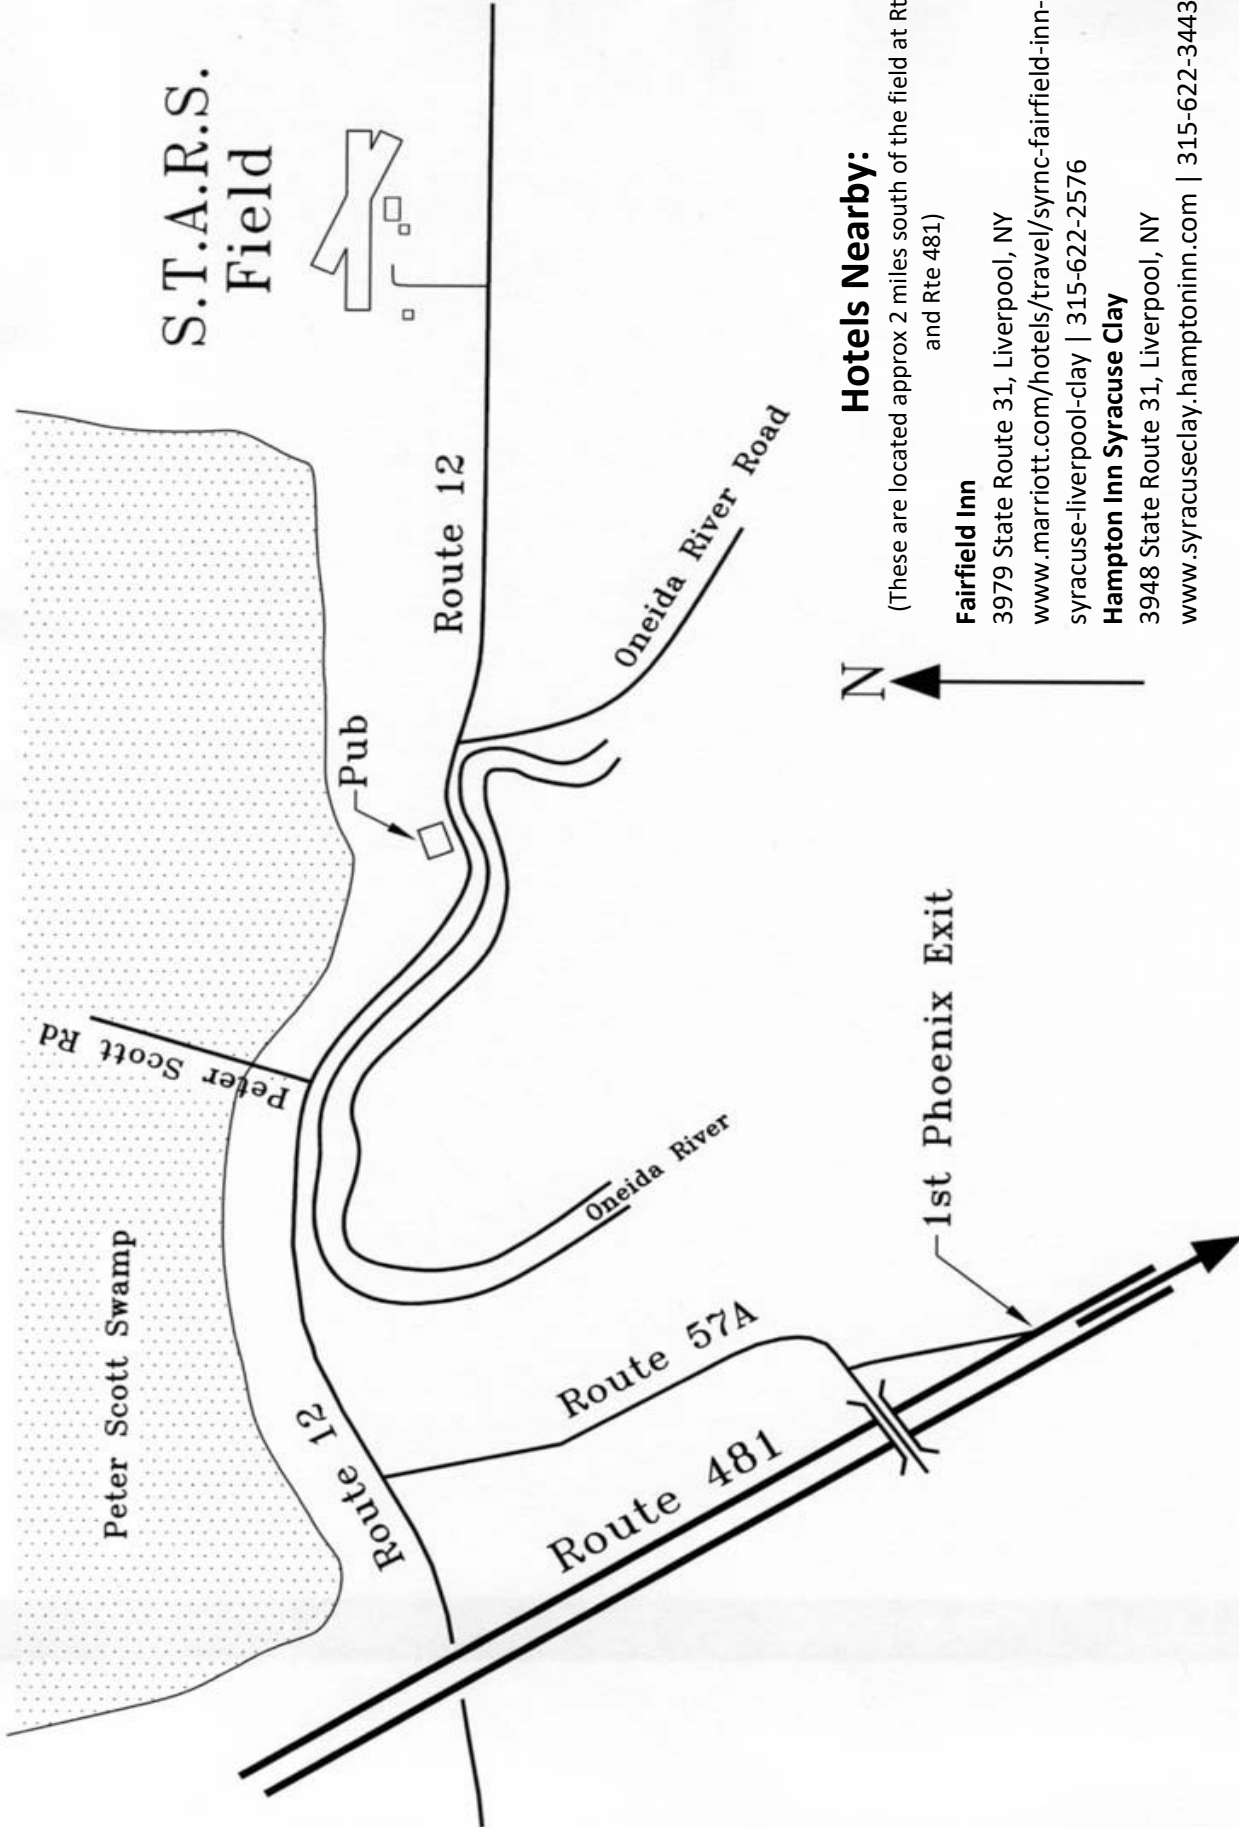 S.T.A.R.S.
Field
Peter Scott Swamp
Peter Scott Rd
Pub
Route 12
Route 12
Oneida River Road
Oneida River
Route 57A
Route 481
1st Phoenix Exit
N
Hotels Nearby:
(These are located approx 2 miles south of the field at Rt
and Rte 481)
Fairfield Inn
3979 State Route 31, Liverpool, NY
www.marriott.com/hotels/travel/syrnc-fairfield-inn-
syracuse-liverpool-clay | 315-622-2576
Hampton Inn Syracuse Clay
3948 State Route 31, Liverpool, NY
www.syracuseclay.hamptoninn.com | 315-622-3443